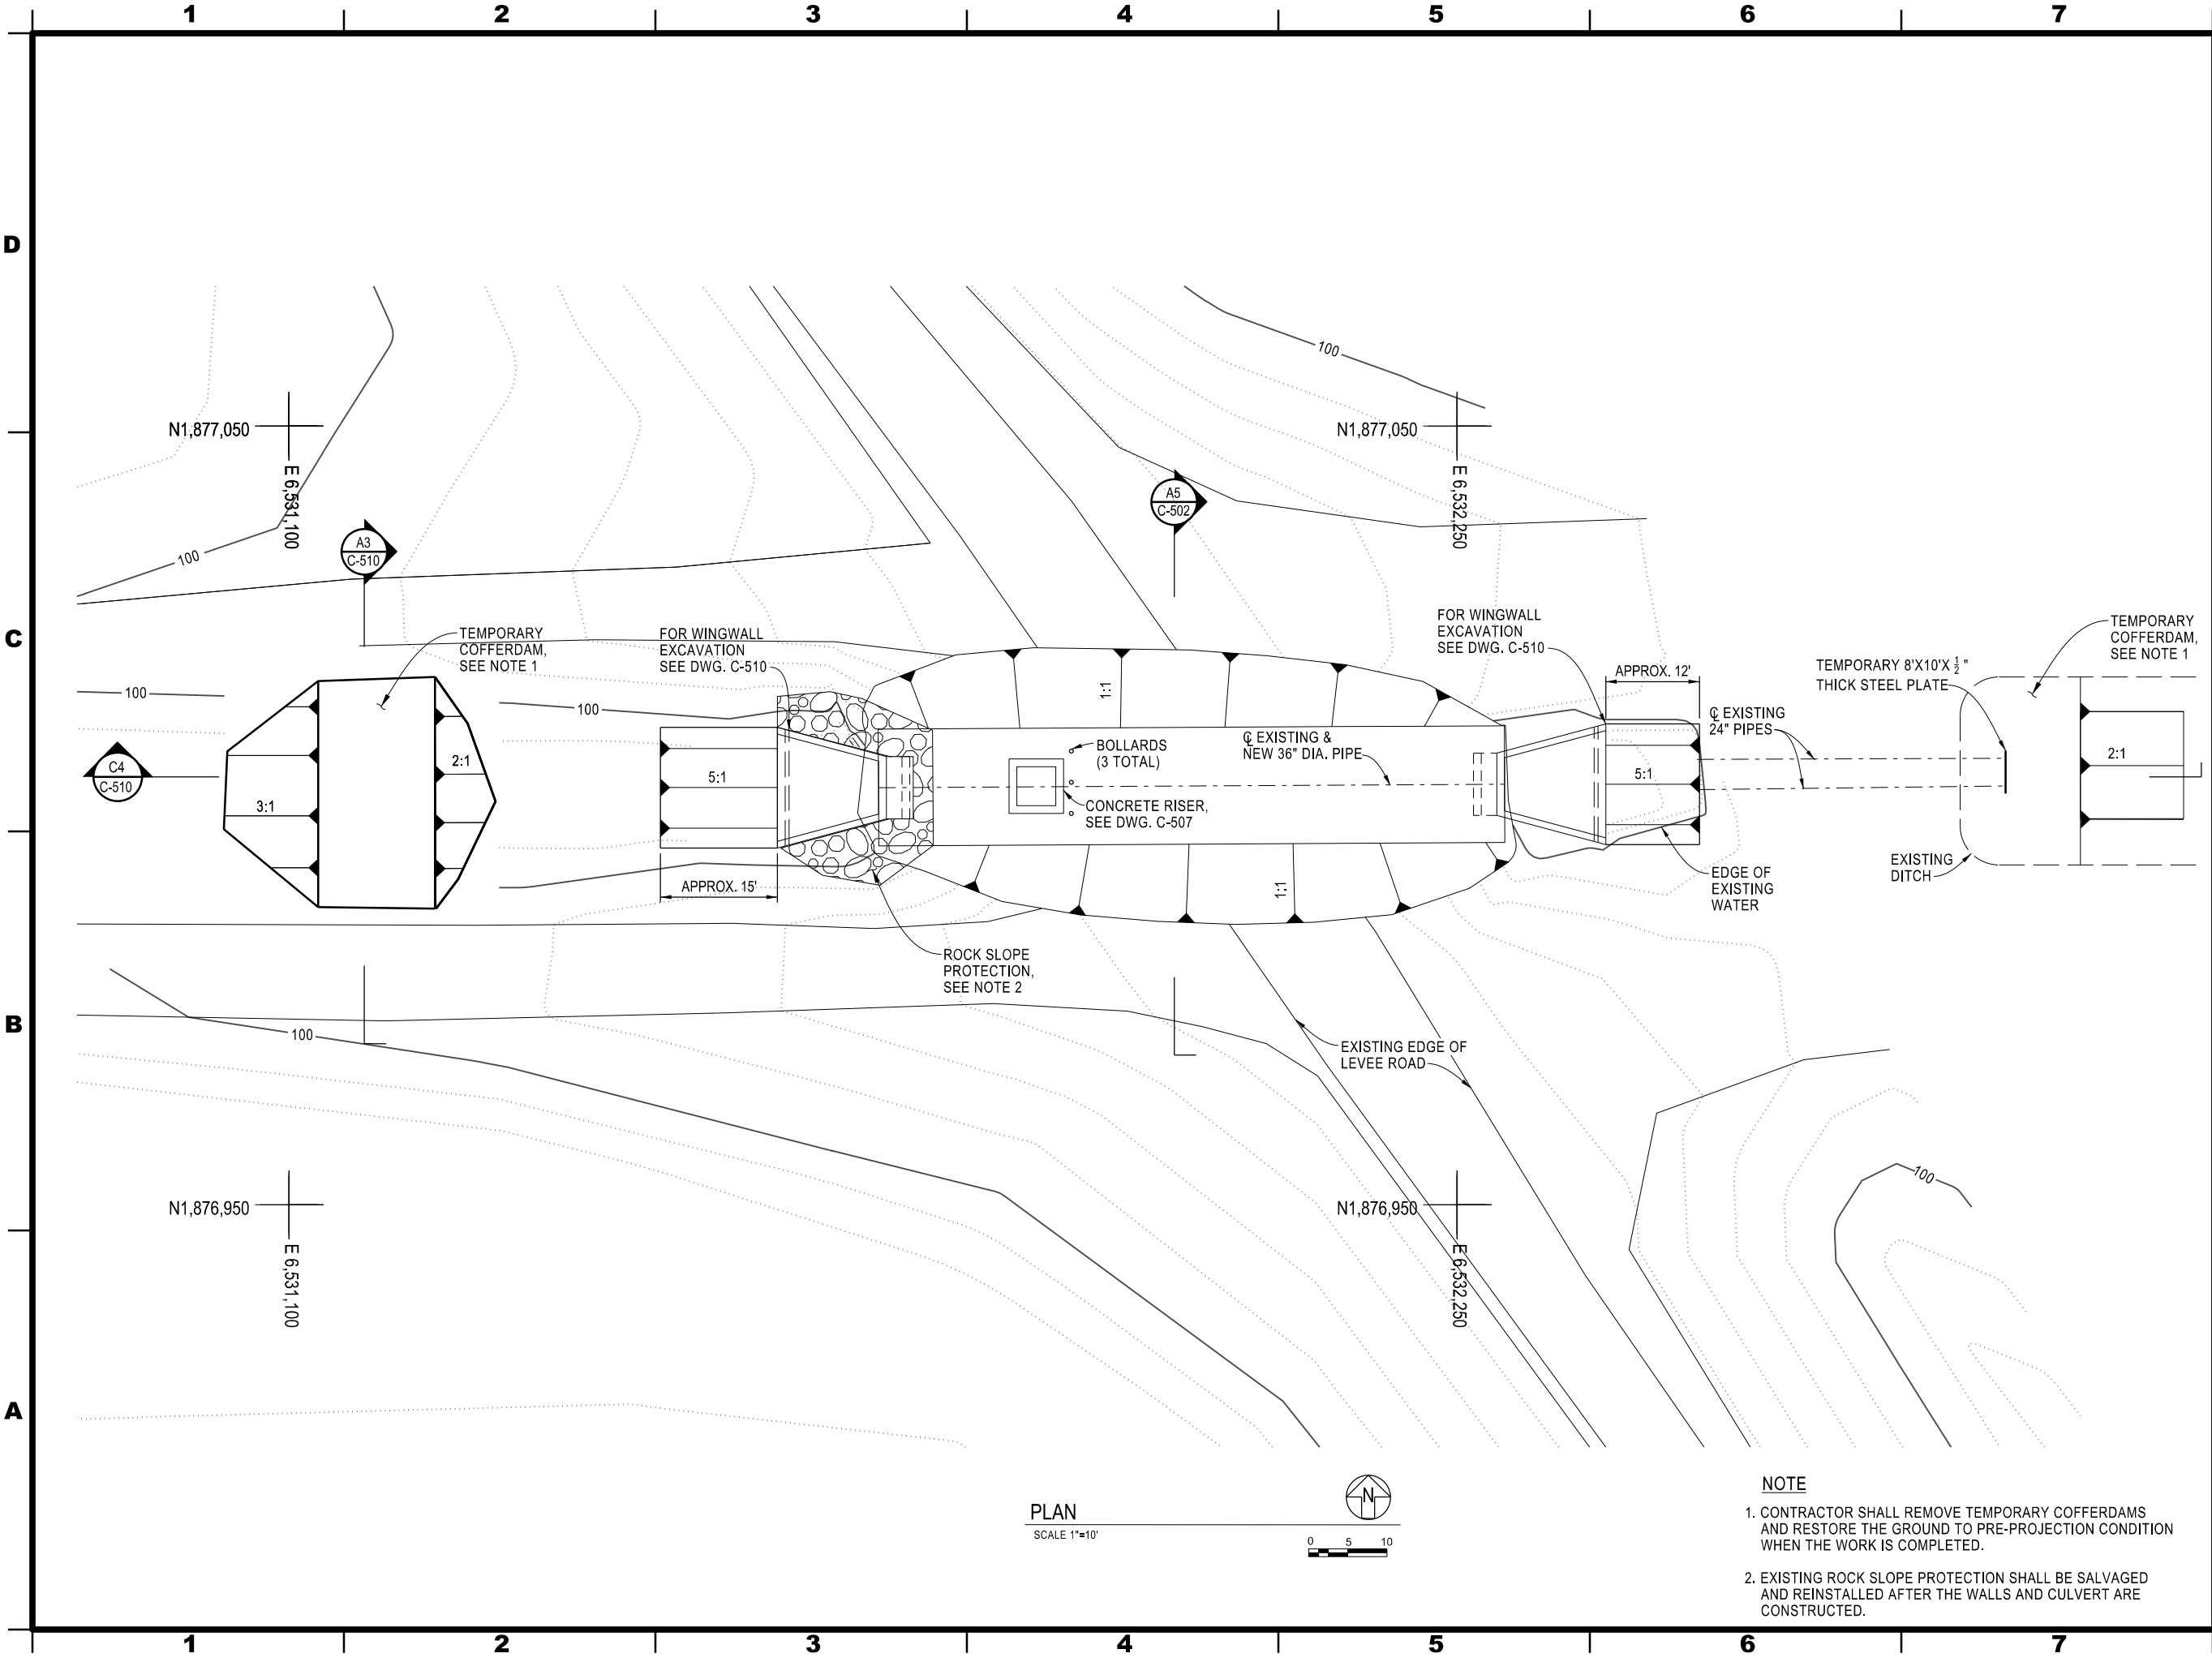 1 2 3 4 5 6 7
D
100
N1,877,050
E 6,531,100
N1,877,050
E 6,532,250
A5
C-502
A3
C-510
100
C
TEMPORARY
COFFERDAM,
SEE NOTE 1
FOR WINGWALL
EXCAVATION
SEE DWG. C-510
FOR WINGWALL
EXCAVATION
SEE DWG. C-510
APPROX. 12'
TEMPORARY 8'X10'X 1/2 "
THICK STEEL PLATE
TEMPORARY
COFFERDAM,
SEE NOTE 1
100
100
1:1
℄ EXISTING
24" PIPES
BOLLARDS
(3 TOTAL)
℄ EXISTING &
NEW 36" DIA. PIPE
C4
C-510
3:1
2:1
5:1
5:1
2:1
CONCRETE RISER,
SEE DWG. C-507
APPROX. 15'
1:1
EDGE OF
EXISTING
WATER
EXISTING
DITCH
ROCK SLOPE
PROTECTION,
SEE NOTE 2
B
100
EXISTING EDGE OF
LEVEE ROAD
100
N1,876,950
E 6,531,100
N1,876,950
E 6,532,250
A
PLAN
SCALE 1"=10'
N
0 5 10
NOTE
1. CONTRACTOR SHALL REMOVE TEMPORARY COFFERDAMS
AND RESTORE THE GROUND TO PRE-PROJECTION CONDITION
WHEN THE WORK IS COMPLETED.
2. EXISTING ROCK SLOPE PROTECTION SHALL BE SALVAGED
AND REINSTALLED AFTER THE WALLS AND CULVERT ARE
CONSTRUCTED.
1 2 3 4 5 6 7